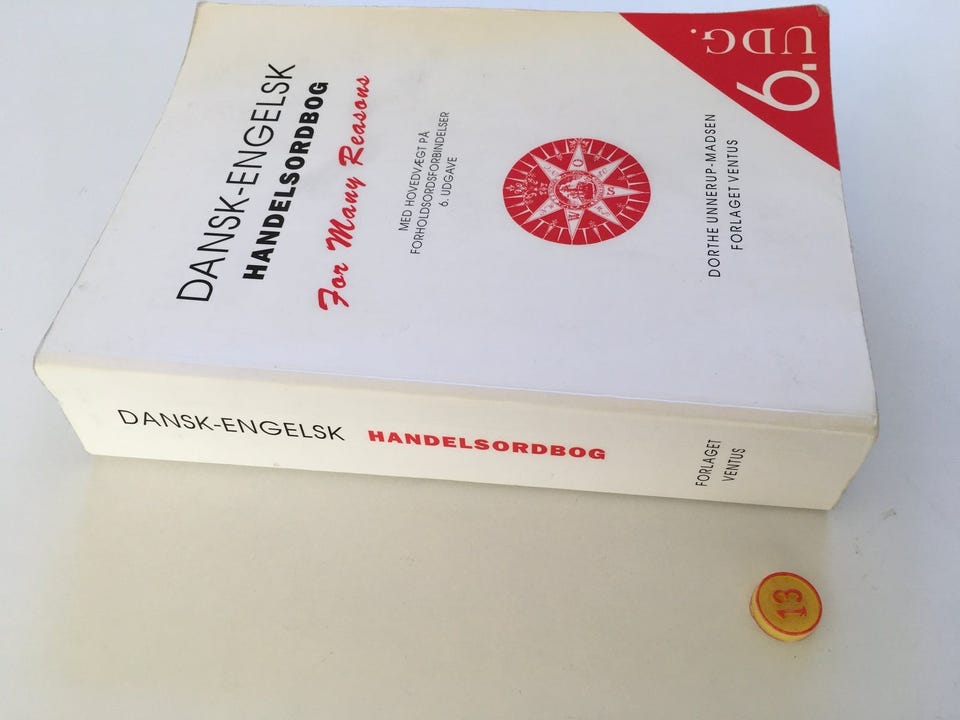 DANSK-ENGELSK
HANDELSORDBOG
For Many Reasons
MED HOVEDVÆGT PÅ
FORHOLDSORDSFORBINDELSER
6. UDGAVE
DORTHE UNNERUP-MADSEN
FORLAGET VENTUS
6.
UDG.
DANSK-ENGELSK HANDELSORDBOG
FORLAGET
VENTUS
13